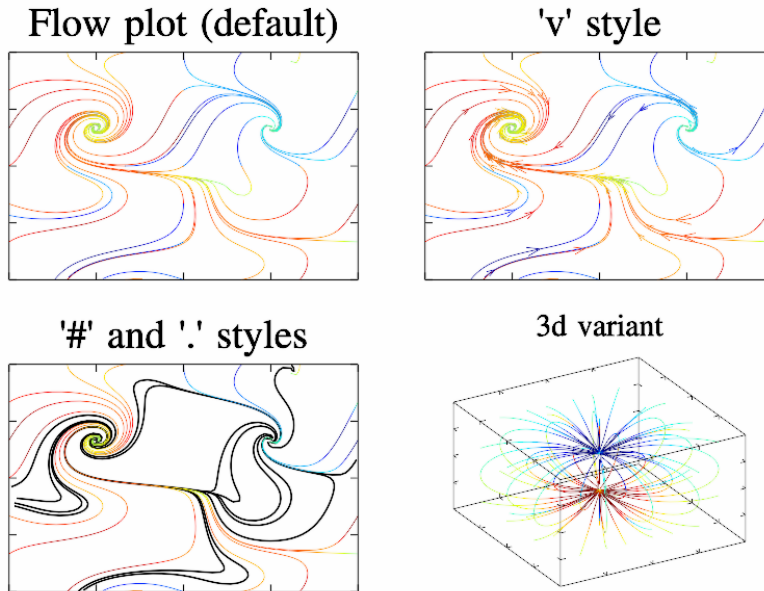 Flow plot (default)
'v' style
'#' and '.' styles
3d variant